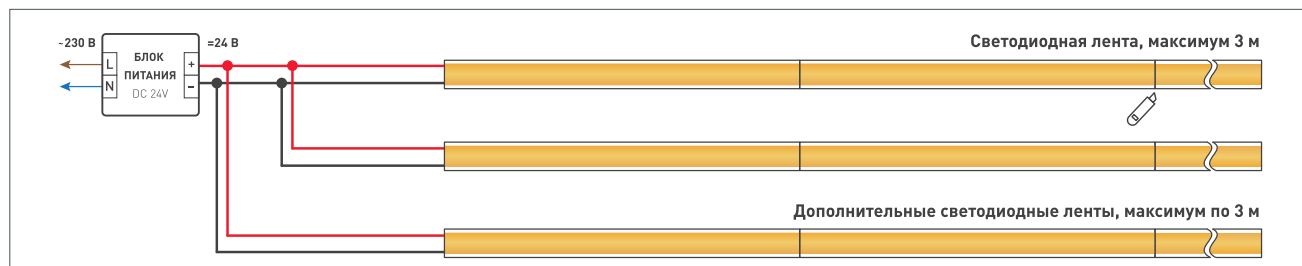 ~230 В
=24 В
Светодиодная лента, максимум 3 м
БЛОК
ПИТАНИЯ
DC 24V
L
N
+
−
Дополнительные светодиодные ленты, максимум по 3 м